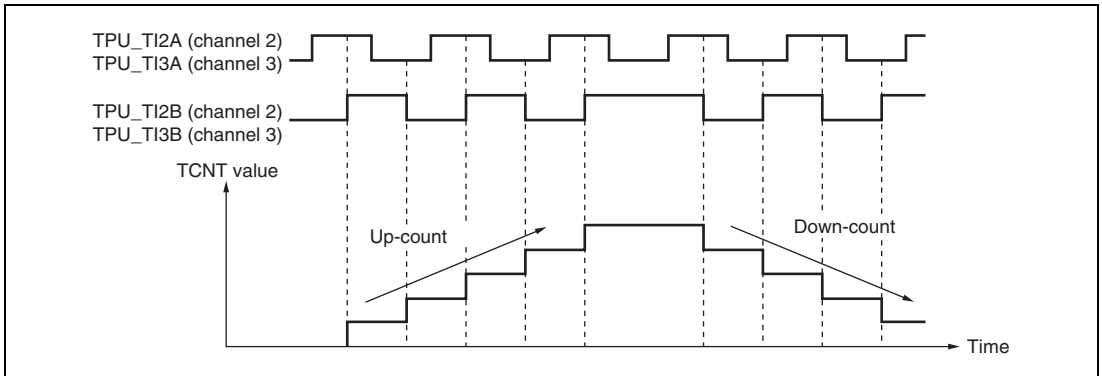 TPU_TI2A (channel 2)
TPU_TI3A (channel 3)
TPU_TI2B (channel 2)
TPU_TI3B (channel 3)
TCNT value
Up-count
Down-count
Time